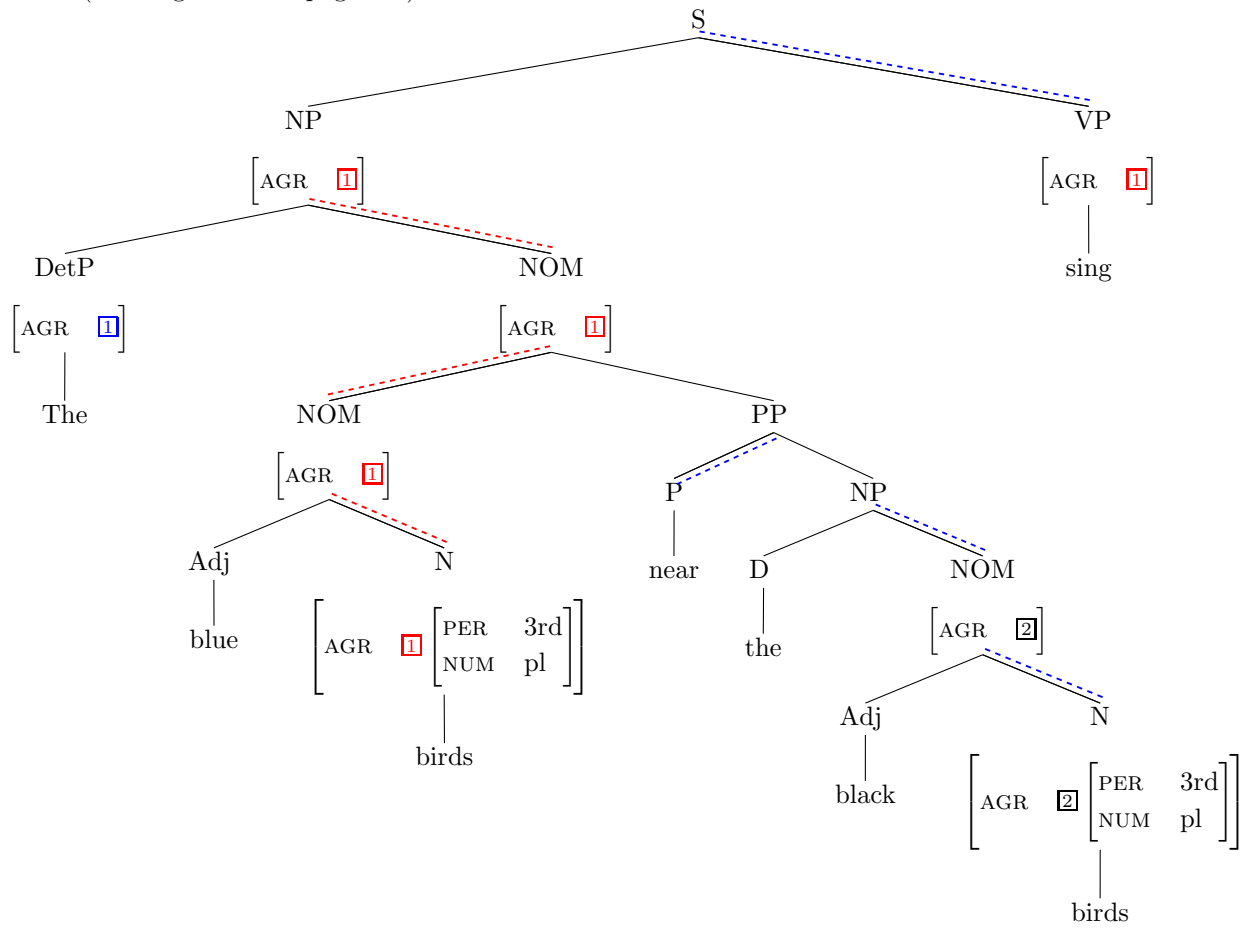 S
NP VP
[AGR 1] [AGR 1]
DetP NOM sing
[AGR 1] [AGR 1]
The NOM PP
[AGR 1] P NP
Adj N near D NOM
blue [AGR 1 [PER 3rd NUM pl]] the [AGR 2]
birds Adj N
black [AGR 2 [PER 3rd NUM pl]]
birds